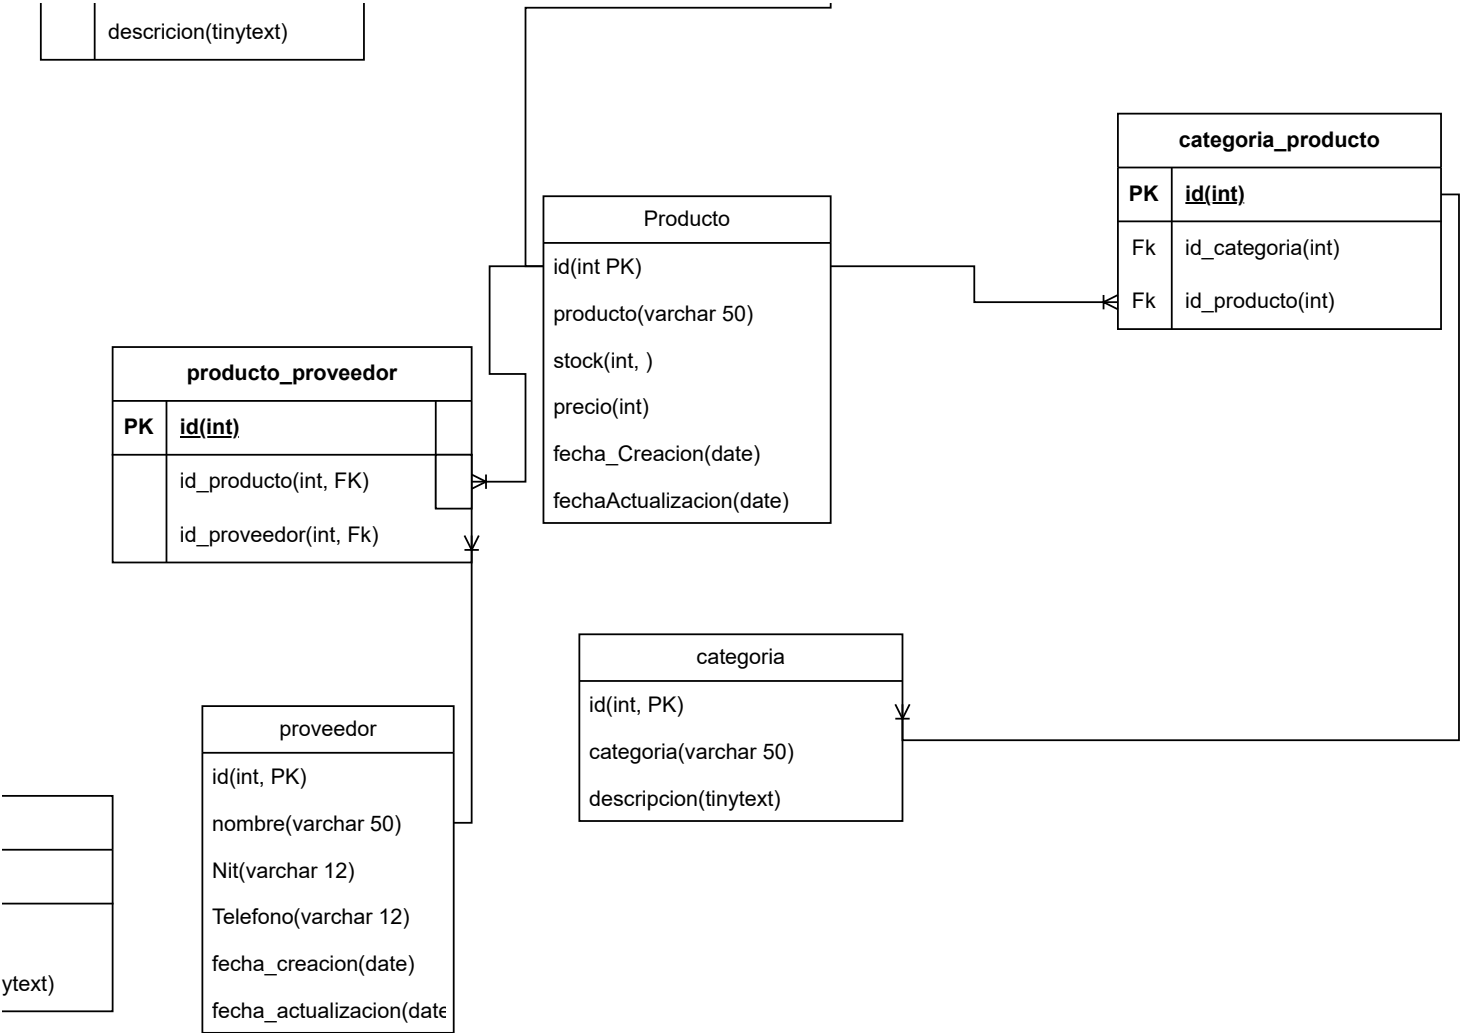 descricion(tinytext)
categoria_producto
PK id(int)
Fk id_categoria(int)
Fk id_producto(int)
Producto
id(int PK)
producto(varchar 50)
stock(int, )
precio(int)
fecha_Creacion(date)
fechaActualizacion(date)
producto_proveedor
PK id(int)
id_producto(int, FK)
id_proveedor(int, Fk)
categoria
id(int, PK)
categoria(varchar 50)
descripcion(tinytext)
proveedor
id(int, PK)
nombre(varchar 50)
Nit(varchar 12)
Telefono(varchar 12)
fecha_creacion(date)
fecha_actualizacion(date
ytext)